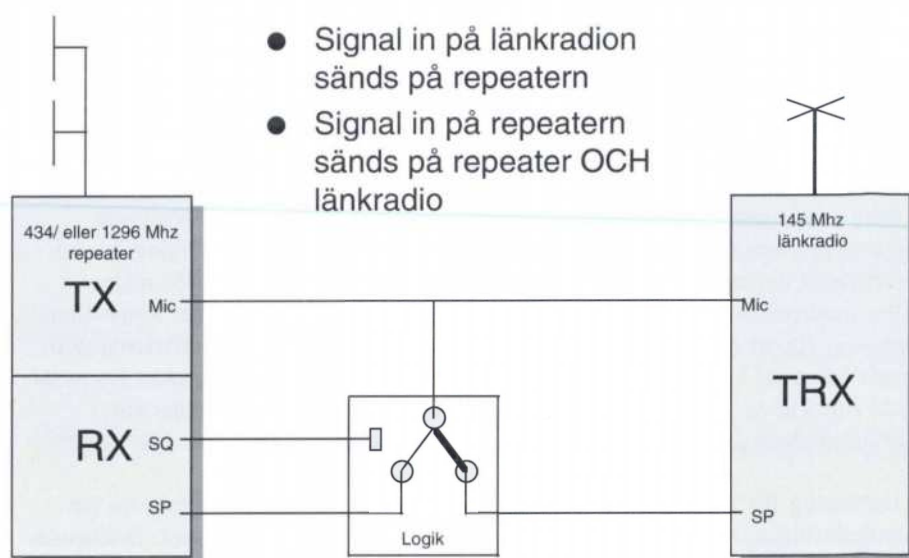 ● Signal in på länkradion
sänds på repeatern
● Signal in på repeatern
sänds på repeater OCH
länkradio
434/ eller 1296 Mhz
repeater
TX
Mic
RX
SQ
SP
Logik
145 Mhz
länkradio
Mic
TRX
SP